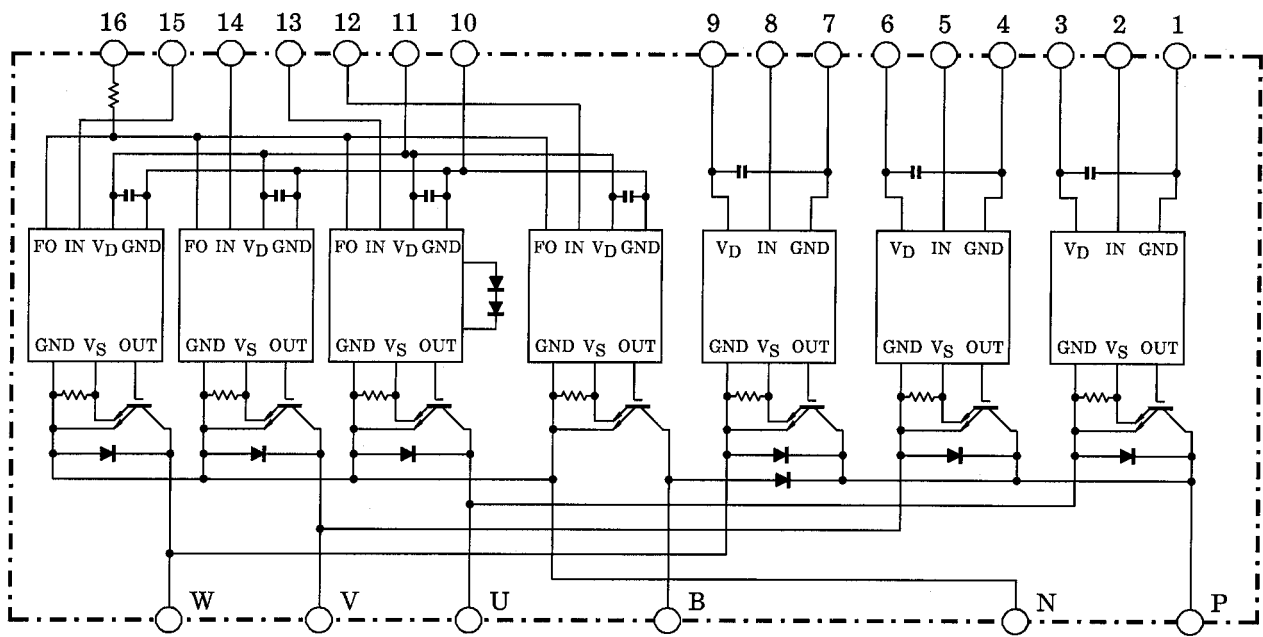 16 15 14 13 12 11 10 9 8 7 6 5 4 3 2 1
FO IN VD GND FO IN VD GND FO IN VD GND FO IN VD GND VD IN GND VD IN GND VD IN GND
GND VS OUT GND VS OUT GND VS OUT GND VS OUT GND VS OUT GND VS OUT GND VS OUT
W V U B N P